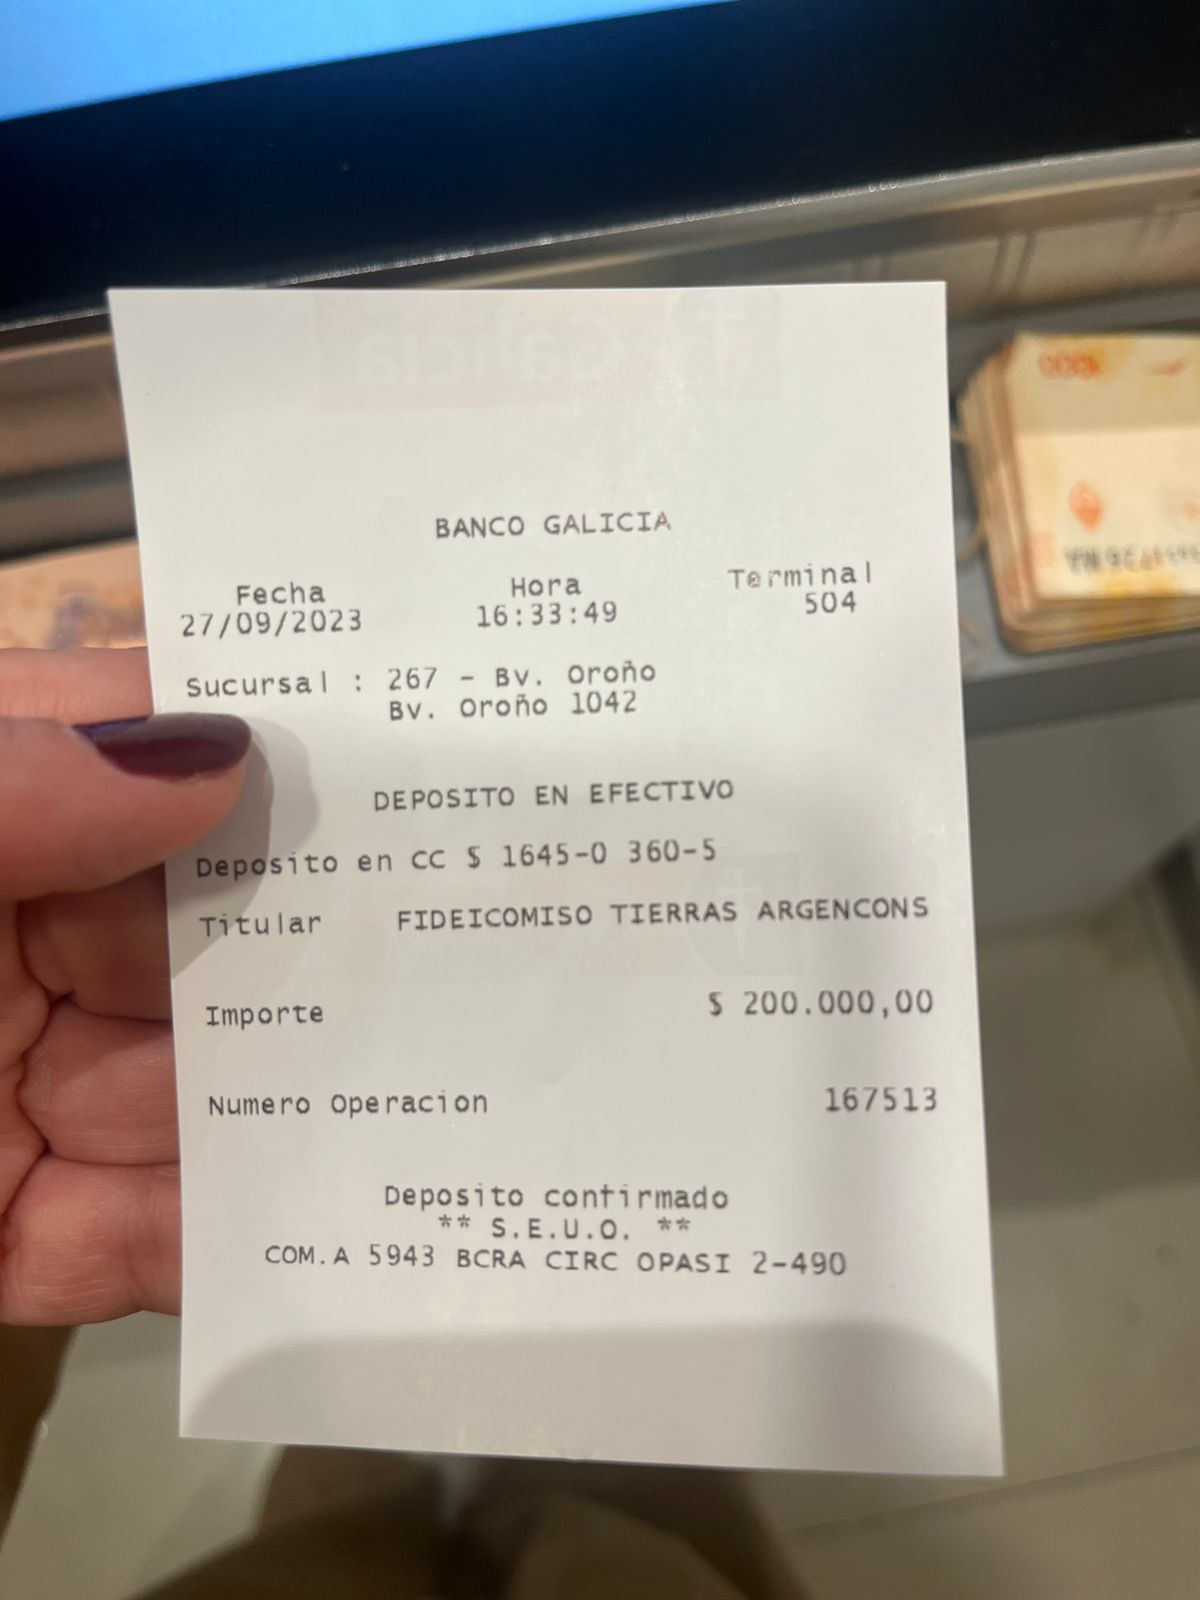 BANCO GALICIA
Fecha Hora Terminal
27/09/2023 16:33:49 504
Sucursal : 267 - Bv. Oroño
Bv. Oroño 1042
DEPOSITO EN EFECTIVO
Deposito en CC $ 1645-0 360-5
Titular FIDEICOMISO TIERRAS ARGENCONS
Importe $ 200.000,00
Numero Operacion 167513
Deposito confirmado
** S.E.U.O. **
COM.A 5943 BCRA CIRC OPASI 2-490
Galicia
1000